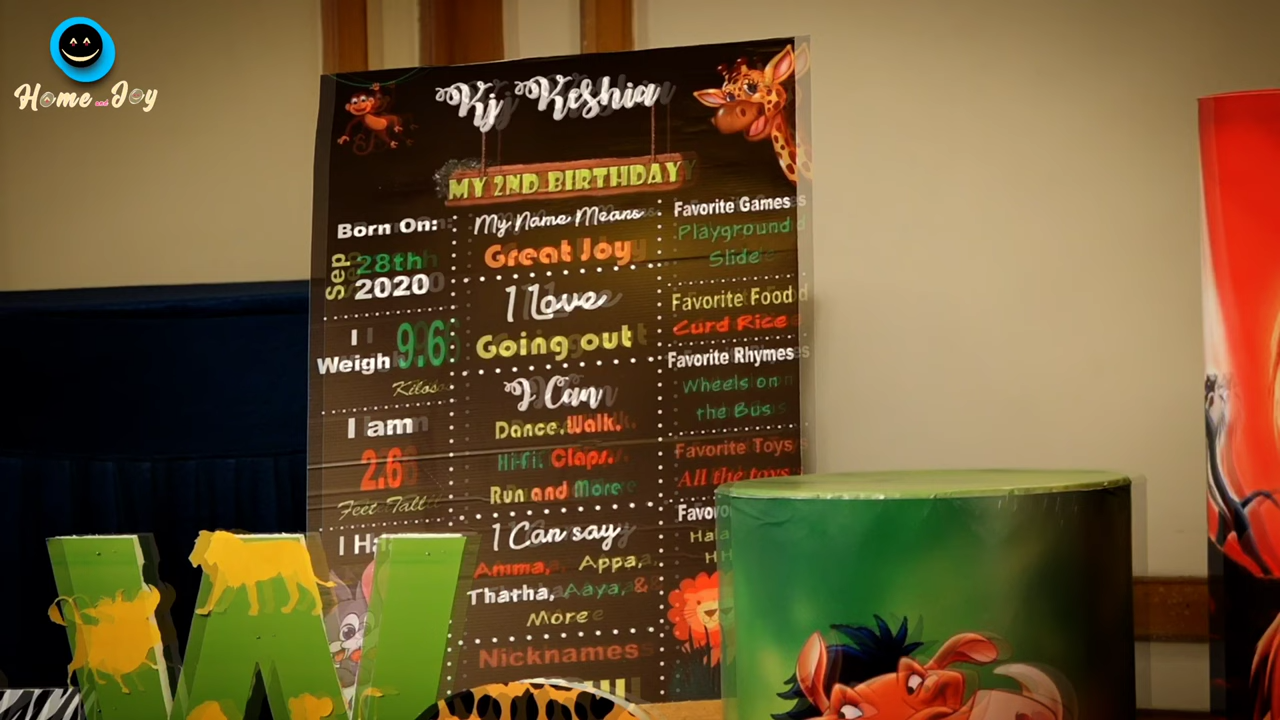 Home and Joy
Kj Keshia
MY 2ND BIRTHDAY
Born On:
Sep
28th
2020
I
Weigh 9.6
Kilos
I am
2.6
Feet Tall
I Ha
My Name Means
Great Joy
I Love
Going out
I Can
Dance, Walk,
Hi-fi, Claps,
Run and More
I Can say
Amma, Appa,
Thatha, Aaya, &
More
Nicknames
Favorite Games
Playground
Slide
Favorite Food
Curd Rice
Favorite Rhymes
Wheels on
the Bus
Favorite Toys
All the toys
W